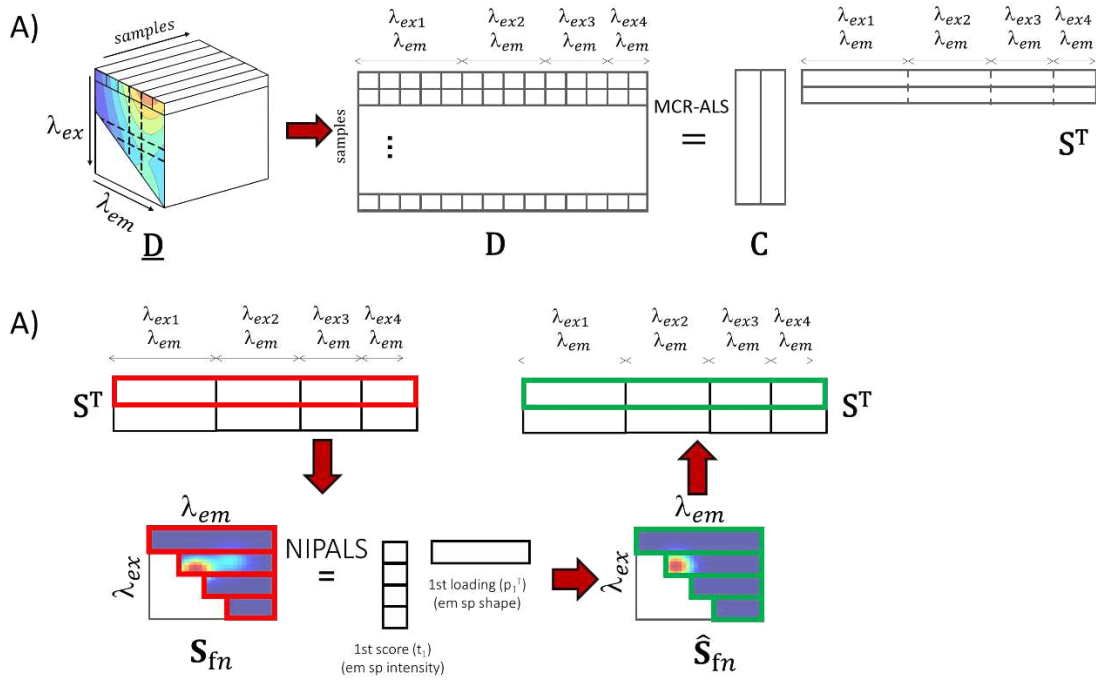 A)
samples
λex
λem
D
λex1 λex2 λex3 λex4
λem λem λem λem
samples
⋮
D
MCR-ALS
=
C
λex1 λex2 λex3 λex4
λem λem λem λem
Sᵀ
A)
λex1 λex2 λex3 λex4
λem λem λem λem
Sᵀ
λex1 λex2 λex3 λex4
λem λem λem λem
Sᵀ
λem
λex
Sfn
NIPALS
=
1st score (t₁)
(em sp intensity)
1st loading (p₁ᵀ)
(em sp shape)
λem
λex
Ŝfn